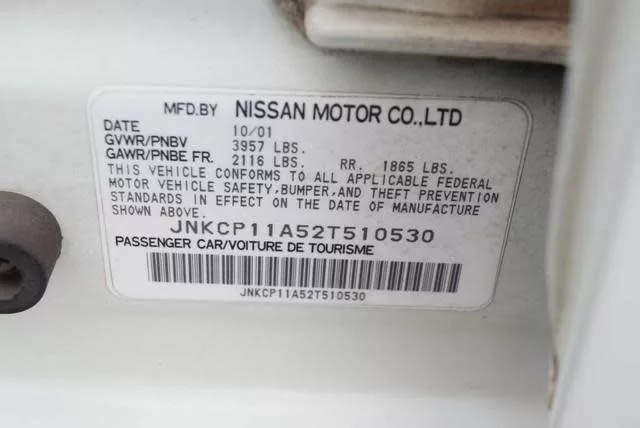 MFD.BY NISSAN MOTOR CO.,LTD
DATE 10/01
GVWR/PNBV 3957 LBS.
GAWR/PNBE FR. 2116 LBS. RR. 1865 LBS.
THIS VEHICLE CONFORMS TO ALL APPLICABLE FEDERAL
MOTOR VEHICLE SAFETY,BUMPER,AND THEFT PREVENTION
STANDARDS IN EFFECT ON THE DATE OF MANUFACTURE
SHOWN ABOVE.
JNKCP11A52T510530
PASSENGER CAR/VOITURE DE TOURISME
JNKCP11A52T510530